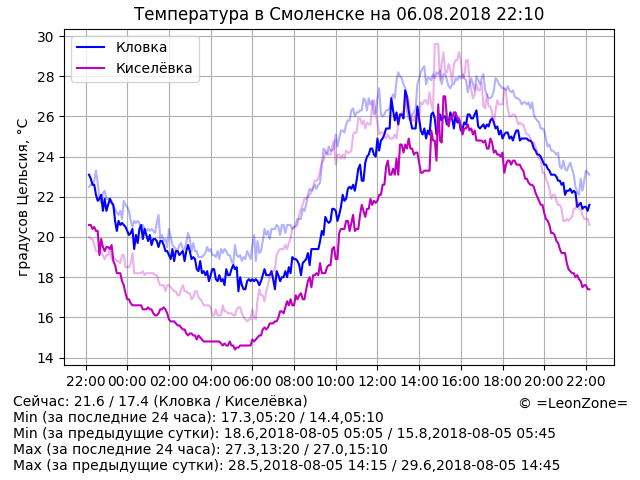 Температура в Смоленске на 06.08.2018 22:10
градусов Цельсия, °C
30
28
26
24
22
20
18
16
14
Кловка
Киселёвка
22:00 00:00 02:00 04:00 06:00 08:00 10:00 12:00 14:00 16:00 18:00 20:00 22:00
Сейчас: 21.6 / 17.4 (Кловка / Киселёвка)
© =LeonZone=
Min (за последние 24 часа): 17.3,05:20 / 14.4,05:10
Min (за предыдущие сутки): 18.6,2018-08-05 05:05 / 15.8,2018-08-05 05:45
Max (за последние 24 часа): 27.3,13:20 / 27.0,15:10
Max (за предыдущие сутки): 28.5,2018-08-05 14:15 / 29.6,2018-08-05 14:45